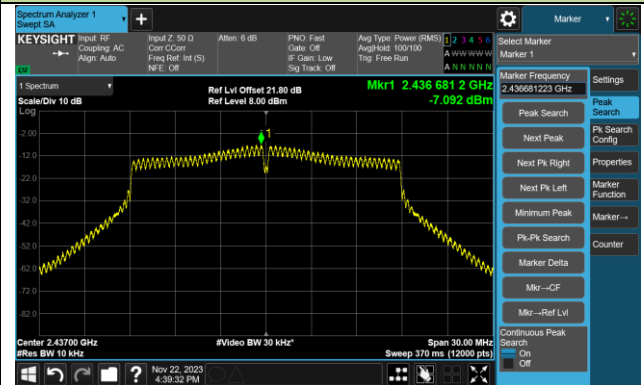 Spectrum Analyzer 1
Swept SA
Marker
KEYSIGHT
Input: RF
Coupling: AC
Align: Auto
Input Z: 50 Ω
Corr CCorr
Freq Ref: Int (S)
NFE: Off
Atten: 6 dB
PNO: Fast
Gate: Off
IF Gain: Low
Sig Track: Off
Avg Type: Power (RMS)
Avg|Hold: 100/100
Trig: Free Run
1 2 3 4 5 6
A W W W W W
A N N N N N
Select Marker
Marker 1
LVI
1 Spectrum
Scale/Div 10 dB
Log
Ref Lvl Offset 21.80 dB
Ref Level 8.00 dBm
Mkr1 2.436 681 2 GHz
-7.092 dBm
1
-2.00
-12.0
-22.0
-32.0
-42.0
-52.0
-62.0
-72.0
-82.0
Center 2.43700 GHz
#Res BW 10 kHz
#Video BW 30 kHz*
Span 30.00 MHz
Sweep 370 ms (12000 pts)
Marker Frequency
2.436681223 GHz
Peak Search
Next Peak
Next Pk Right
Next Pk Left
Minimum Peak
Pk-Pk Search
Marker Delta
Mkr→CF
Mkr→Ref Lvl
Continuous Peak
Search
On
Off
Settings
Peak
Search
Pk Search
Config
Properties
Marker
Function
Marker→
Counter
?
Nov 22, 2023
4:39:32 PM